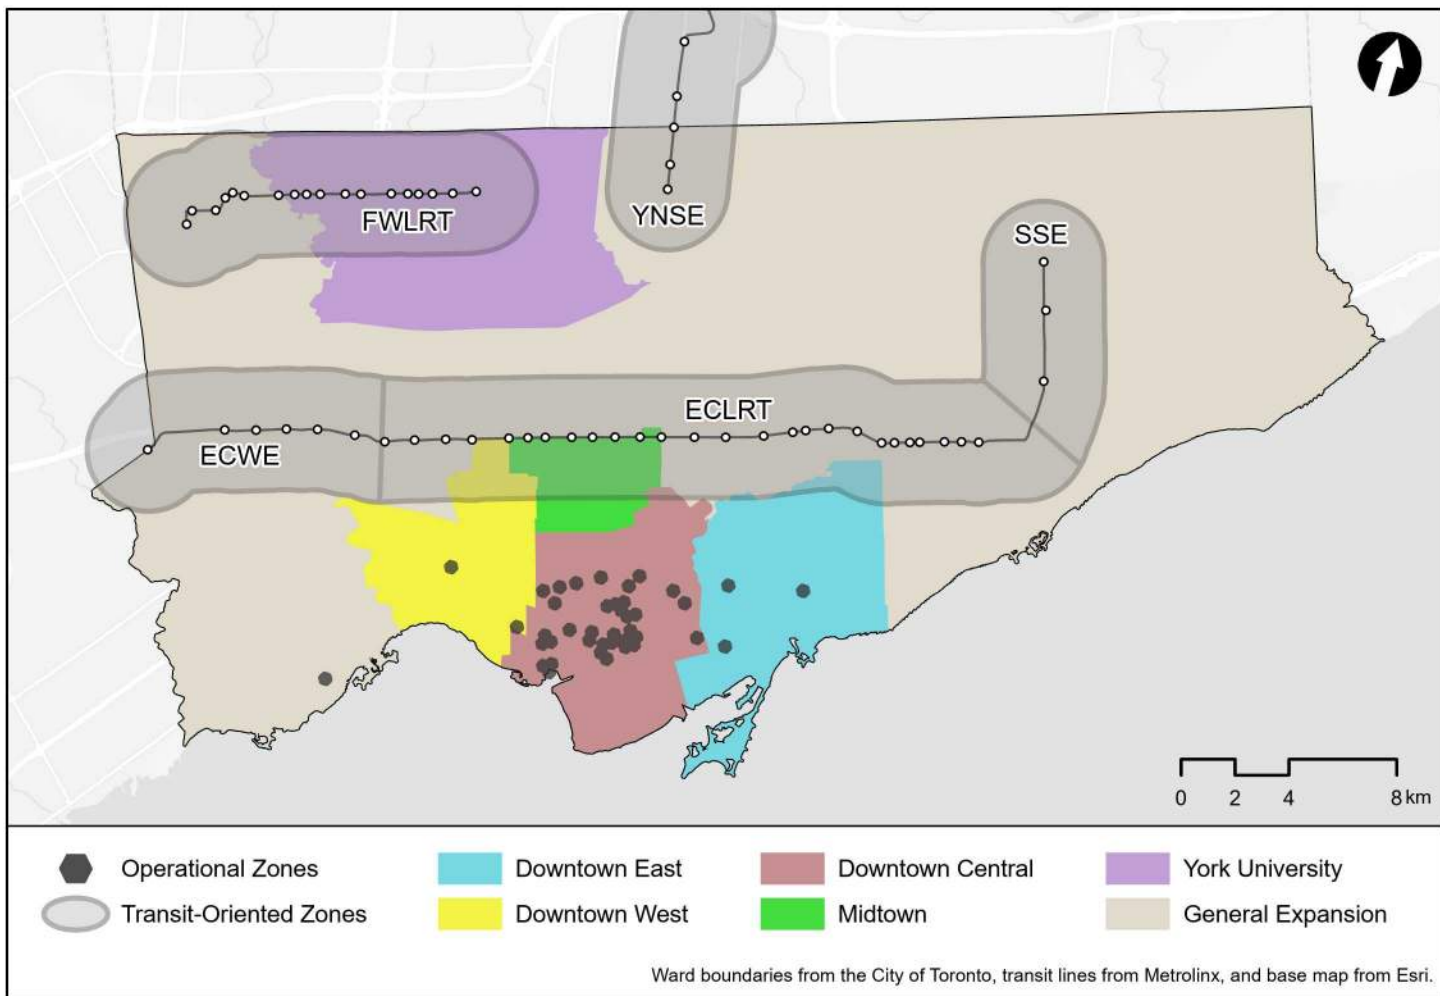 FWLRT
YNSE
SSE
ECLRT
ECWE
0 2 4 8 km
Operational Zones
Downtown East
Downtown Central
York University
Transit-Oriented Zones
Downtown West
Midtown
General Expansion
Ward boundaries from the City of Toronto, transit lines from Metrolinx, and base map from Esri.